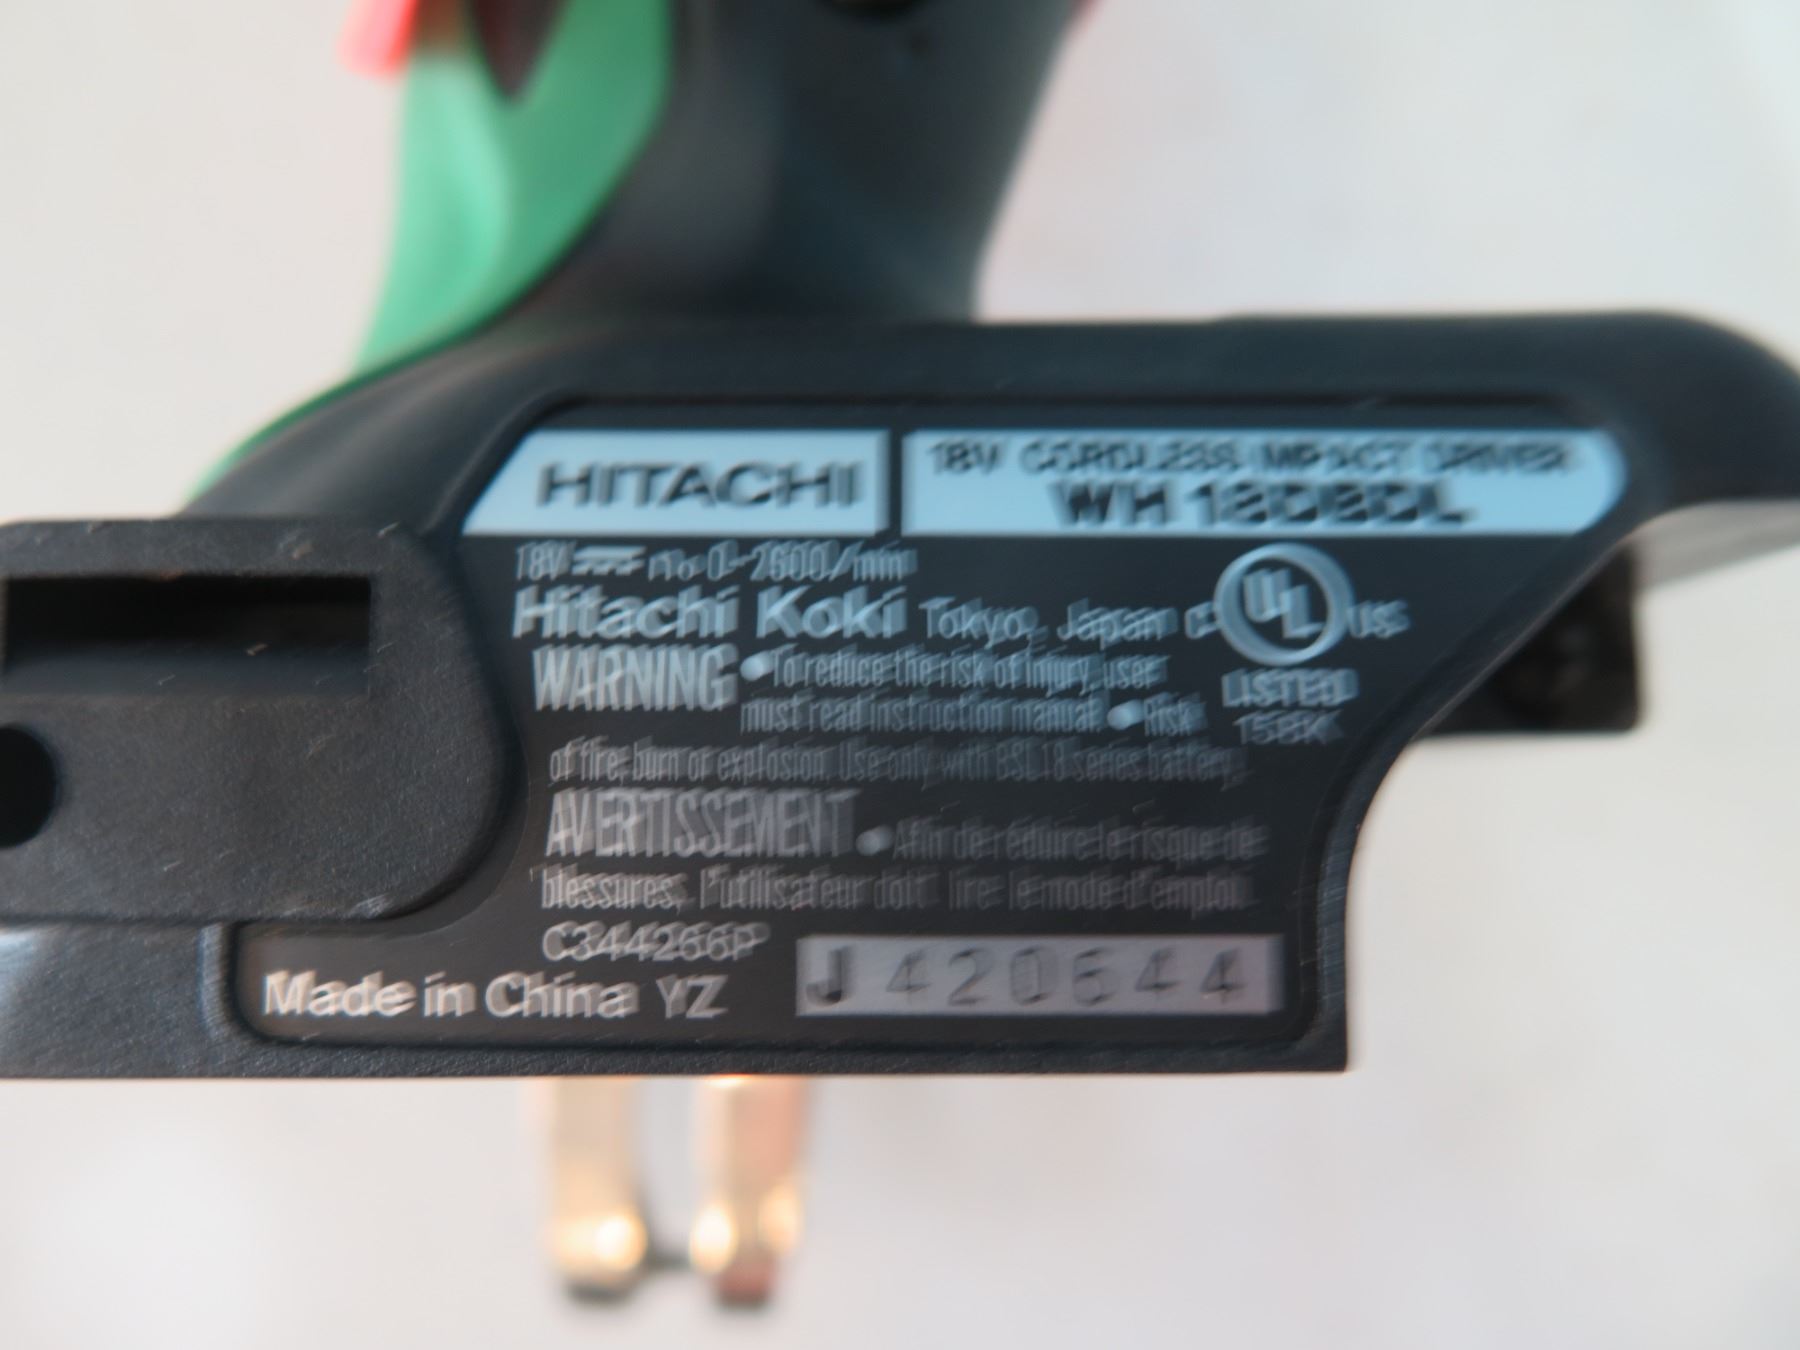 HITACHI
18V CORDLESS IMPACT DRIVER
WH 18DBDL
18V ⎓ no 0-2600/min
Hitachi Koki Tokyo, Japan
C UL US
LISTED
158K
WARNING •To reduce the risk of injury, user
must read instruction manual. •Risk
of fire, burn or explosion. Use only with BSL18 series battery.
AVERTISSEMENT •Afin de réduire le risque de
blessures, l'utilisateur doit lire le mode d'emploi.
C344266P
Made in China YZ
J420644